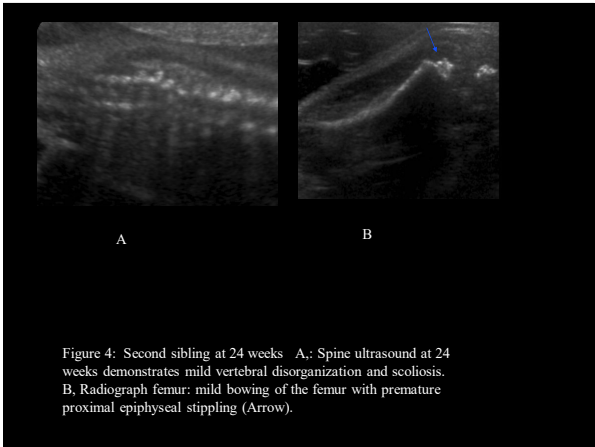 A
B
Figure 4: Second sibling at 24 weeks A,: Spine ultrasound at 24
weeks demonstrates mild vertebral disorganization and scoliosis.
B, Radiograph femur: mild bowing of the femur with premature
proximal epiphyseal stippling (Arrow).